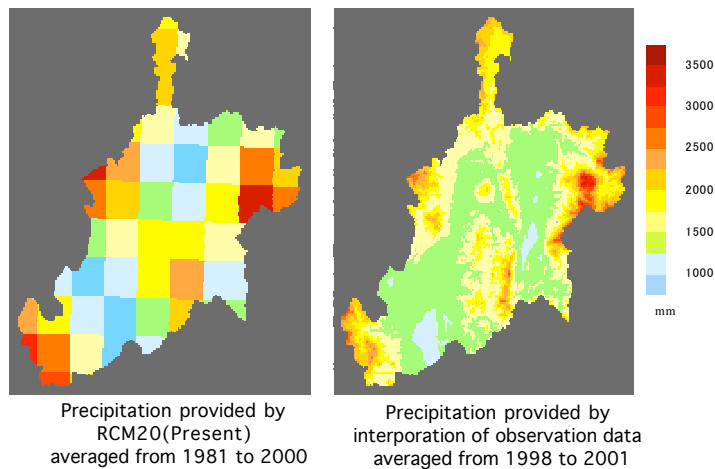 3500
3000
2500
2000
1500
1000
mm
Precipitation provided by
RCM20(Present)
averaged from 1981 to 2000
Precipitation provided by
interporation of observation data
averaged from 1998 to 2001